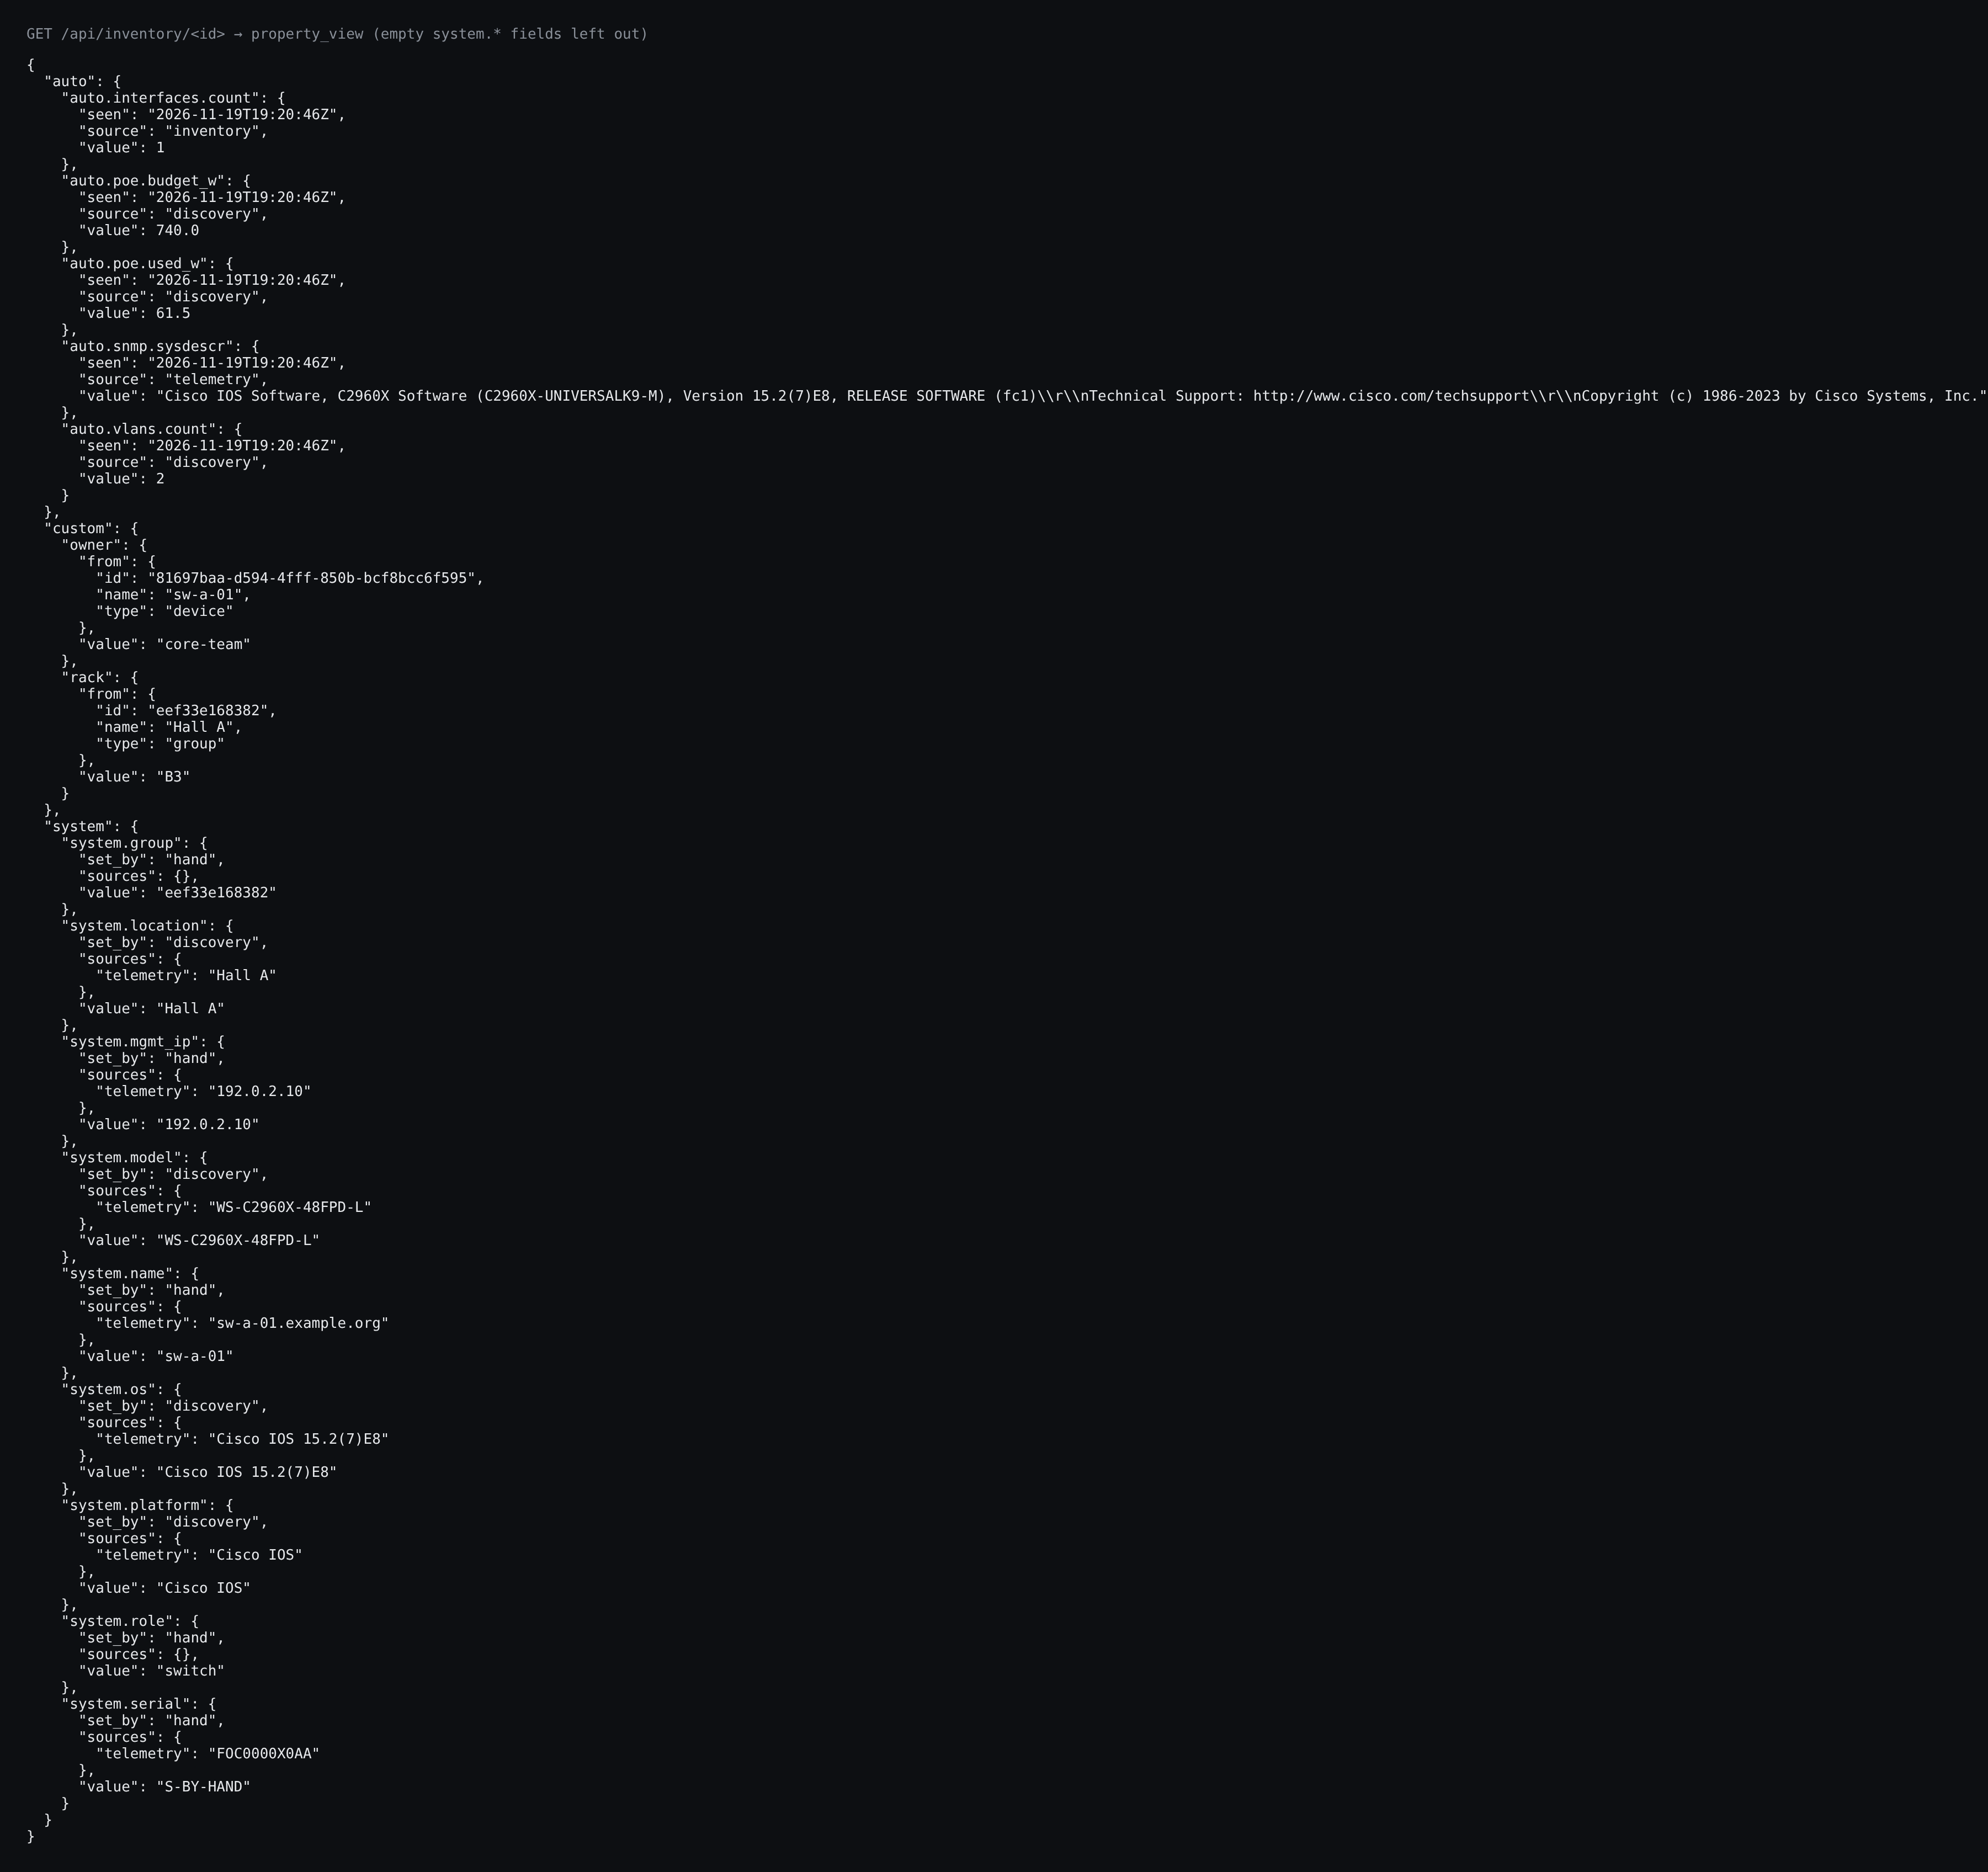 GET /api/inventory/<id> → property_view (empty system.* fields left out)
{
  "auto": {
    "auto.interfaces.count": {
      "seen": "2026-11-19T19:20:46Z",
      "source": "inventory",
      "value": 1
    },
    "auto.poe.budget_w": {
      "seen": "2026-11-19T19:20:46Z",
      "source": "discovery",
      "value": 740.0
    },
    "auto.poe.used_w": {
      "seen": "2026-11-19T19:20:46Z",
      "source": "discovery",
      "value": 61.5
    },
    "auto.snmp.sysdescr": {
      "seen": "2026-11-19T19:20:46Z",
      "source": "telemetry",
      "value": "Cisco IOS Software, C2960X Software (C2960X-UNIVERSALK9-M), Version 15.2(7)E8, RELEASE SOFTWARE (fc1)\\r\\nTechnical Support: http://www.cisco.com/techsupport\\r\\nCopyright (c) 1986-2023 by Cisco Systems, Inc."
    },
    "auto.vlans.count": {
      "seen": "2026-11-19T19:20:46Z",
      "source": "discovery",
      "value": 2
    }
  },
  "custom": {
    "owner": {
      "from": {
        "id": "81697baa-d594-4fff-850b-bcf8bcc6f595",
        "name": "sw-a-01",
        "type": "device"
      },
      "value": "core-team"
    },
    "rack": {
      "from": {
        "id": "eef33e168382",
        "name": "Hall A",
        "type": "group"
      },
      "value": "B3"
    }
  },
  "system": {
    "system.group": {
      "set_by": "hand",
      "sources": {},
      "value": "eef33e168382"
    },
    "system.location": {
      "set_by": "discovery",
      "sources": {
        "telemetry": "Hall A"
      },
      "value": "Hall A"
    },
    "system.mgmt_ip": {
      "set_by": "hand",
      "sources": {
        "telemetry": "192.0.2.10"
      },
      "value": "192.0.2.10"
    },
    "system.model": {
      "set_by": "discovery",
      "sources": {
        "telemetry": "WS-C2960X-48FPD-L"
      },
      "value": "WS-C2960X-48FPD-L"
    },
    "system.name": {
      "set_by": "hand",
      "sources": {
        "telemetry": "sw-a-01.example.org"
      },
      "value": "sw-a-01"
    },
    "system.os": {
      "set_by": "discovery",
      "sources": {
        "telemetry": "Cisco IOS 15.2(7)E8"
      },
      "value": "Cisco IOS 15.2(7)E8"
    },
    "system.platform": {
      "set_by": "discovery",
      "sources": {
        "telemetry": "Cisco IOS"
      },
      "value": "Cisco IOS"
    },
    "system.role": {
      "set_by": "hand",
      "sources": {},
      "value": "switch"
    },
    "system.serial": {
      "set_by": "hand",
      "sources": {
        "telemetry": "FOC0000X0AA"
      },
      "value": "S-BY-HAND"
    }
  }
}